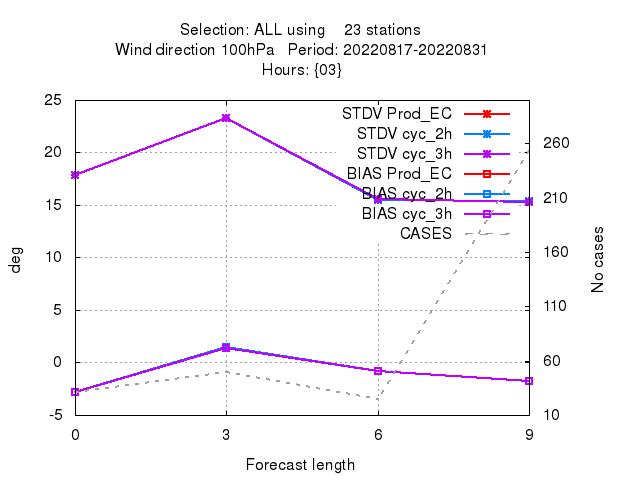 Selection: ALL using    23 stations
Wind direction 100hPa   Period: 20220817-20220831
Hours: {03}
STDV Prod_EC
STDV cyc_2h
STDV cyc_3h
BIAS Prod_EC
BIAS cyc_2h
BIAS cyc_3h
CASES
25
20
15
10
5
0
-5
deg
260
210
160
110
60
10
No cases
0 3 6 9
Forecast length